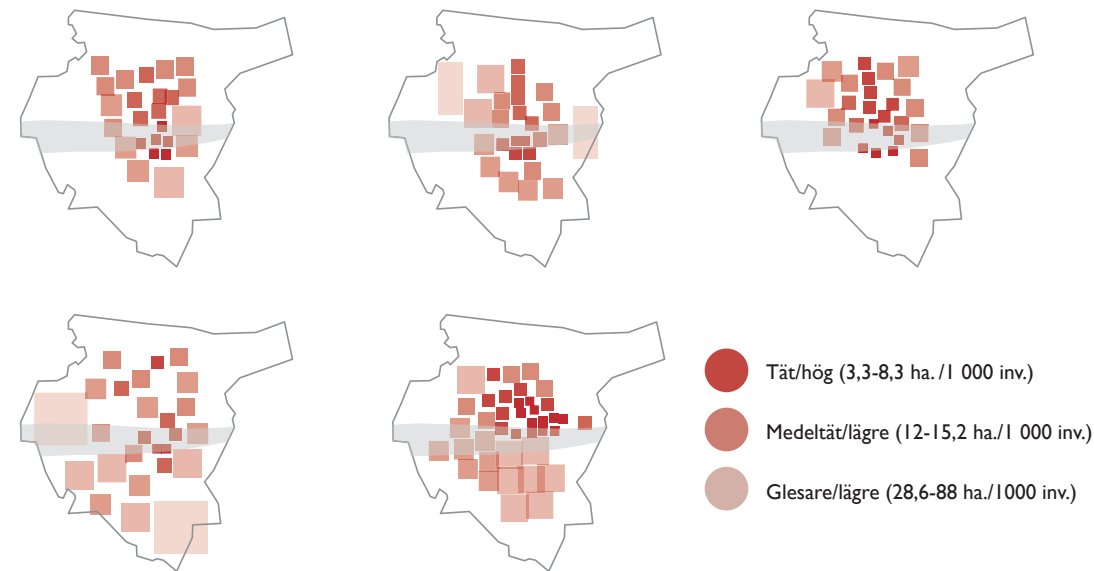 Tät/hög (3,3-8,3 ha. /1 000 inv.)
Medeltät/lägre (12-15,2 ha./1 000 inv.)
Glesare/lägre (28,6-88 ha./1000 inv.)